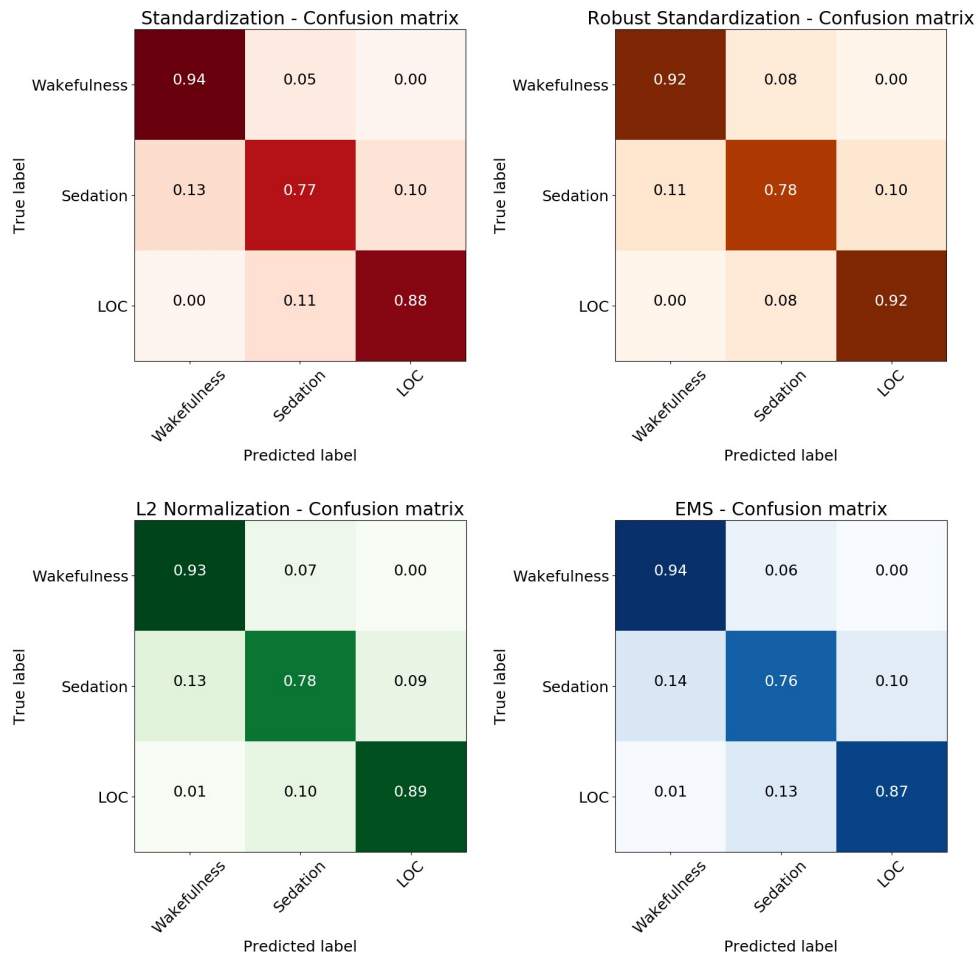 Standardization - Confusion matrix
True label
Wakefulness 0.94 0.05 0.00
Sedation 0.13 0.77 0.10
LOC 0.00 0.11 0.88
Wakefulness Sedation LOC
Predicted label
Robust Standardization - Confusion matrix
True label
Wakefulness 0.92 0.08 0.00
Sedation 0.11 0.78 0.10
LOC 0.00 0.08 0.92
Wakefulness Sedation LOC
Predicted label
L2 Normalization - Confusion matrix
True label
Wakefulness 0.93 0.07 0.00
Sedation 0.13 0.78 0.09
LOC 0.01 0.10 0.89
Wakefulness Sedation LOC
Predicted label
EMS - Confusion matrix
True label
Wakefulness 0.94 0.06 0.00
Sedation 0.14 0.76 0.10
LOC 0.01 0.13 0.87
Wakefulness Sedation LOC
Predicted label